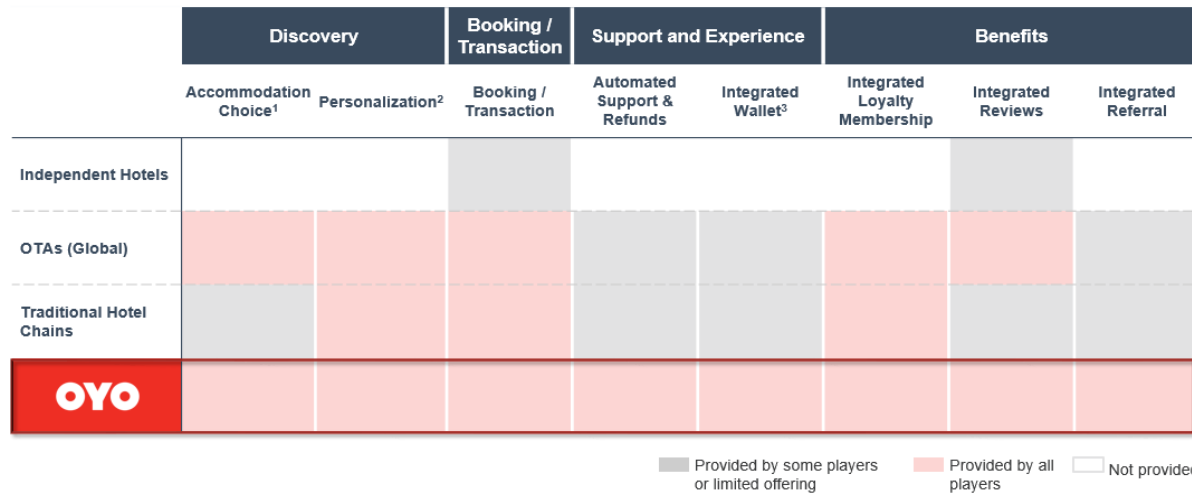 Discovery
Booking /
Transaction
Support and Experience
Benefits
Accommodation
Choice¹
Personalization²
Booking /
Transaction
Automated
Support &
Refunds
Integrated
Wallet³
Integrated
Loyalty
Membership
Integrated
Reviews
Integrated
Referral
Independent Hotels
OTAs (Global)
Traditional Hotel
Chains
OYO
Provided by some players
or limited offering
Provided by all
players
Not provided